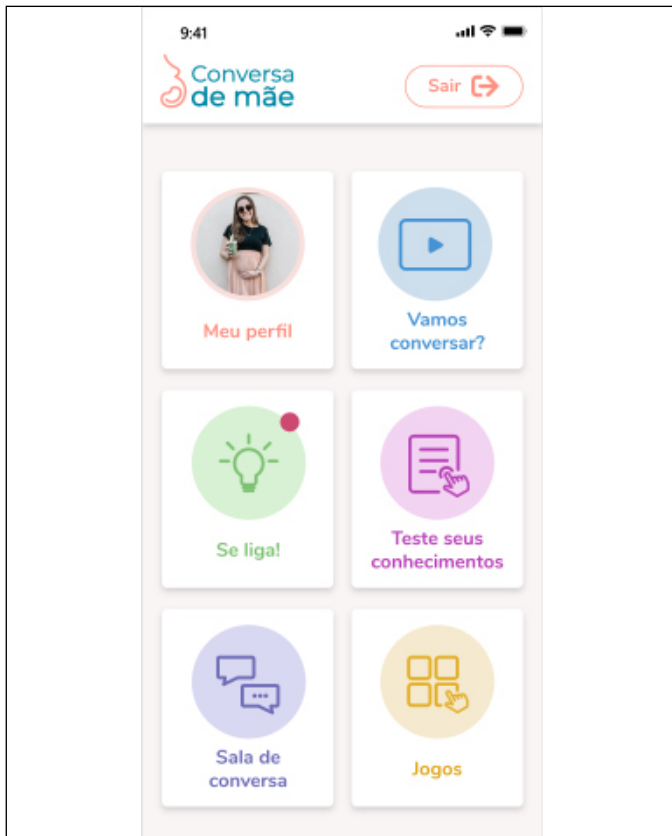 9:41
Conversa
de mãe
Sair
Meu perfil
Vamos
conversar?
Se liga!
Teste seus
conhecimentos
Sala de
conversa
Jogos